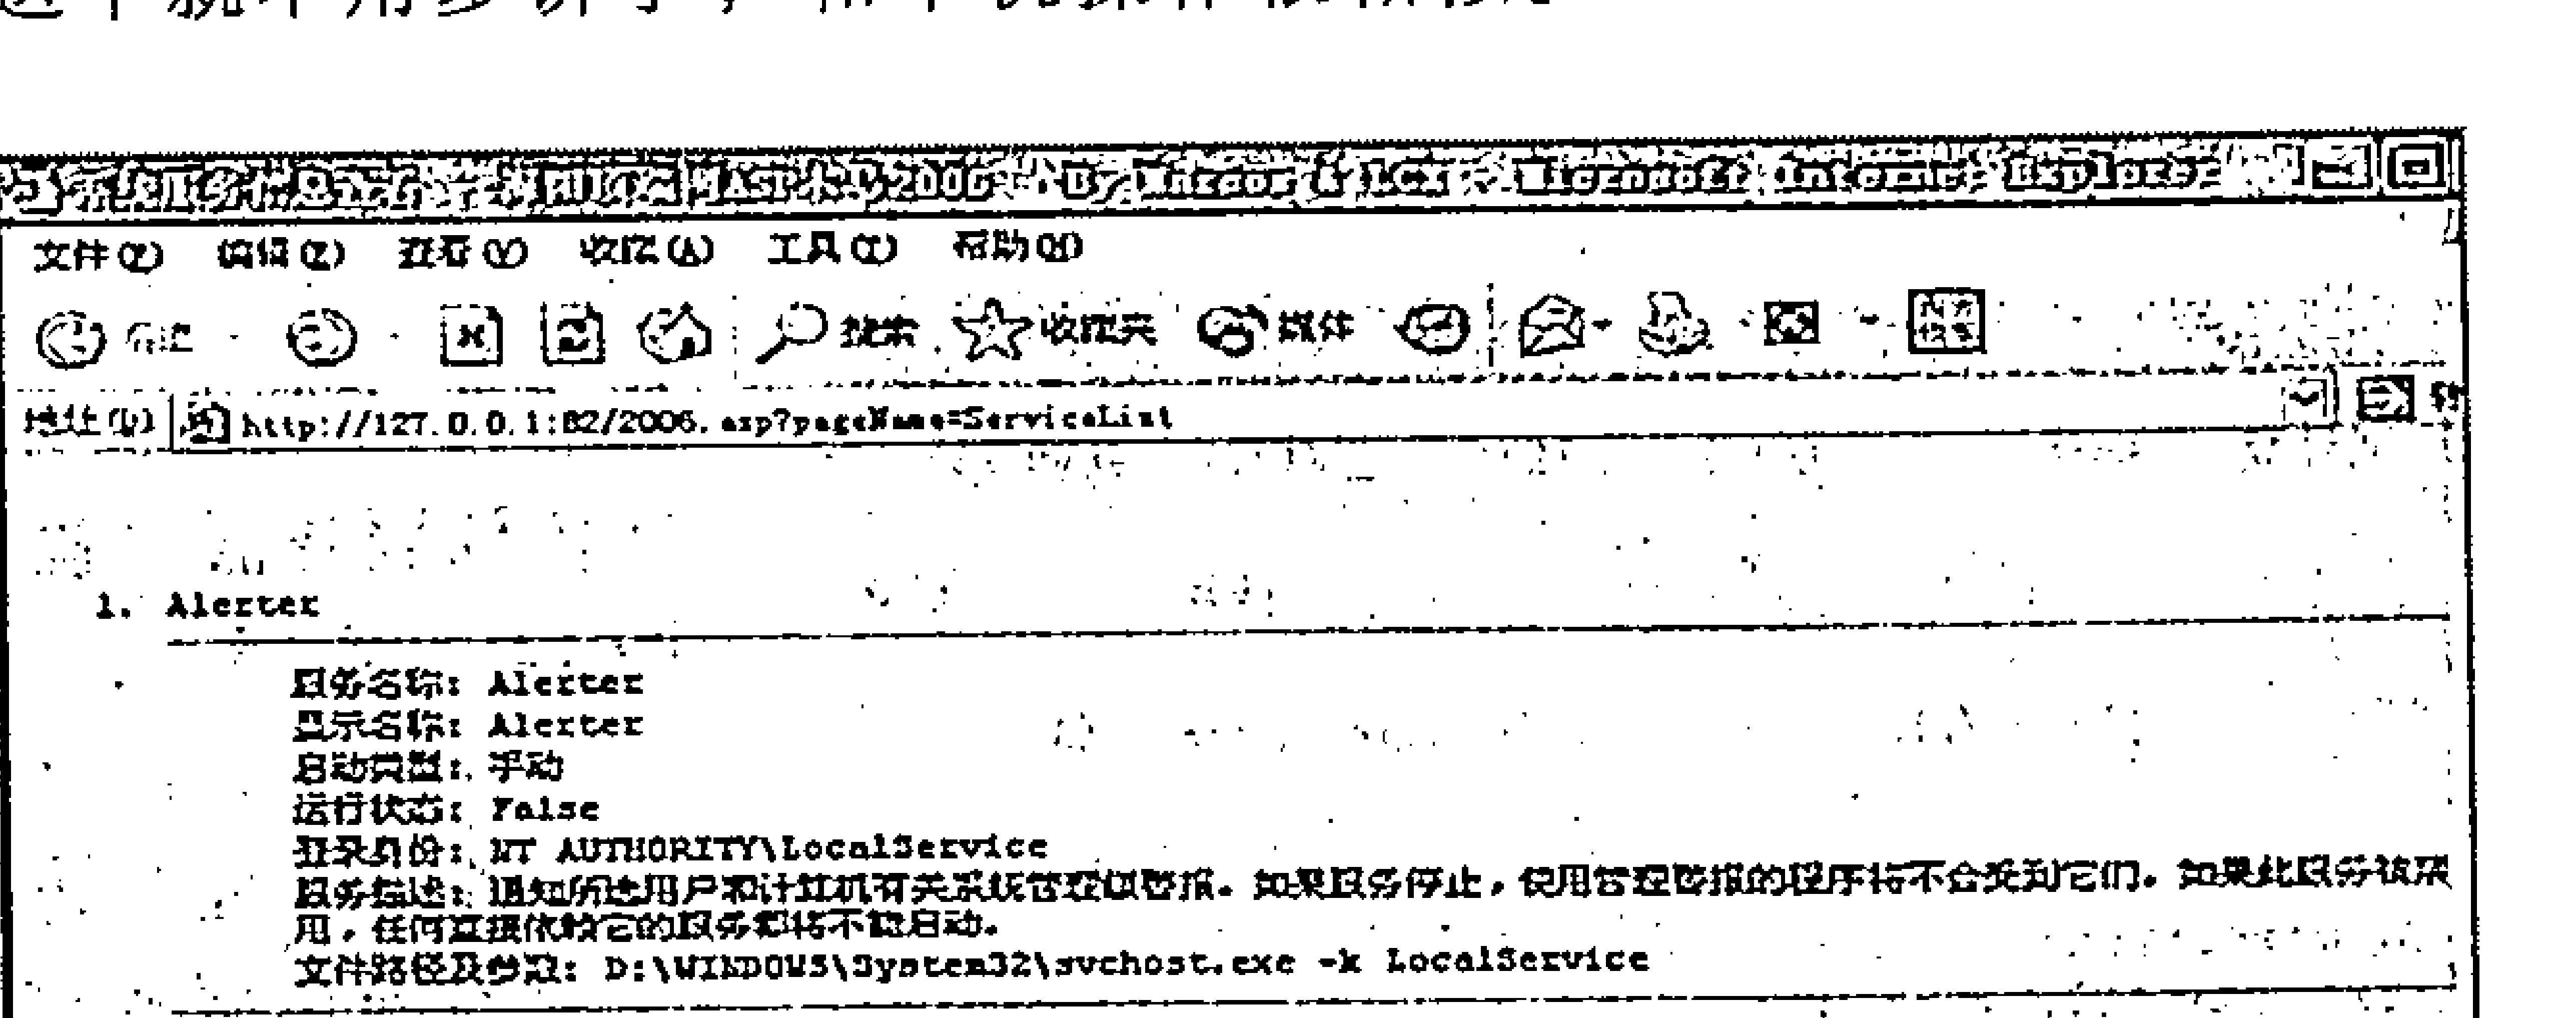 文件(F) 编辑(E) 查看(V) 收藏(A) 工具(T) 帮助(H)
后退 搜索 收藏夹 媒体
地址(D) http://127.0.0.1:82/2006.asp?pageName=ServiceList
1. Alerter
服务名称: Alerter
显示名称: Alerter
启动类型: 手动
运行状态: False
登录身份: NT AUTHORITY\LocalService
服务描述: 通知所选用户和计算机有关系统管理级警报。如果服务停止，使用管理警报的程序将不会受到它们。如果此服务被禁
用，任何直接依赖它的服务都将不能启动。
文件路径及参数: D:\WINDOWS\System32\svchost.exe -k LocalService